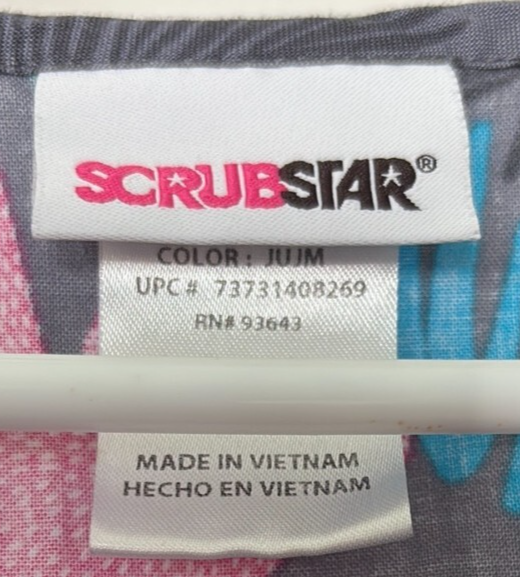 SCRUBSTAR®
COLOR: JUJM
UPC# 73731408269
RN# 93643
MADE IN VIETNAM
HECHO EN VIETNAM